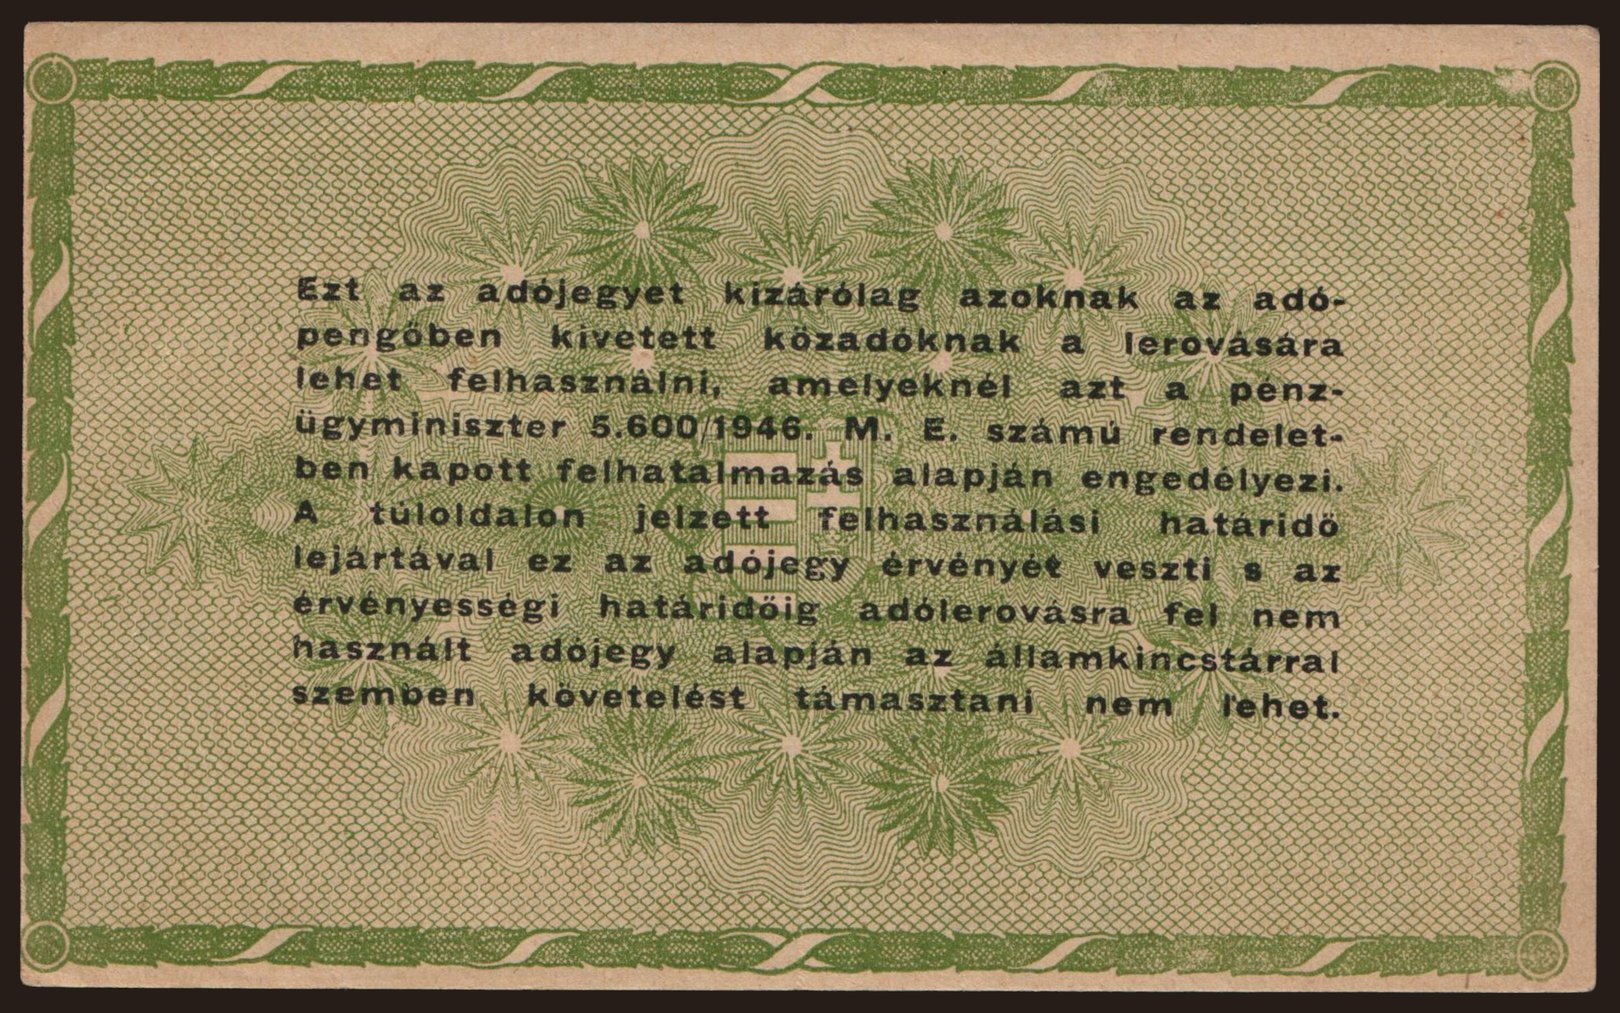 Ezt az adójegyet kizárólag azoknak az adó-
pengőben kivetett közadóknak a lerovására
lehet felhasználni, amelyeknél azt a pénz-
ügyminiszter 5.600/1946. M. E. számú rendelet-
ben kapott felhatalmazás alapján engedélyezi.
A túloldalon jelzett felhasználási határidő
lejártával ez az adójegy érvényét veszti s az
érvényességi határidőig adólerovásra fel nem
használt adójegy alapján az államkincstárral
szemben követelést támasztani nem lehet.